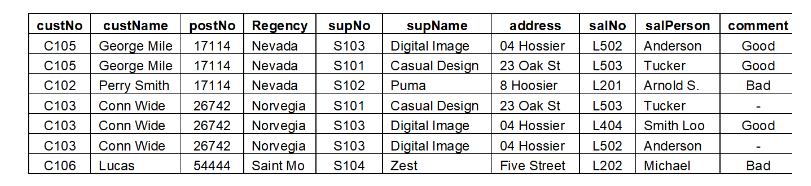 custNo custName postNo Regency supNo supName address salNo salPerson comment
C105 George Mile 17114 Nevada S103 Digital Image 04 Hossier L502 Anderson Good
C105 George Mile 17114 Nevada S101 Casual Design 23 Oak St L503 Tucker Good
C102 Perry Smith 17114 Nevada S102 Puma 8 Hoosier L201 Arnold S. Bad
C103 Conn Wide 26742 Norvegia S101 Casual Design 23 Oak St L503 Tucker -
C103 Conn Wide 26742 Norvegia S103 Digital Image 04 Hossier L404 Smith Loo Good
C103 Conn Wide 26742 Norvegia S103 Digital Image 04 Hossier L502 Anderson -
C106 Lucas 54444 Saint Mo S104 Zest Five Street L202 Michael Bad